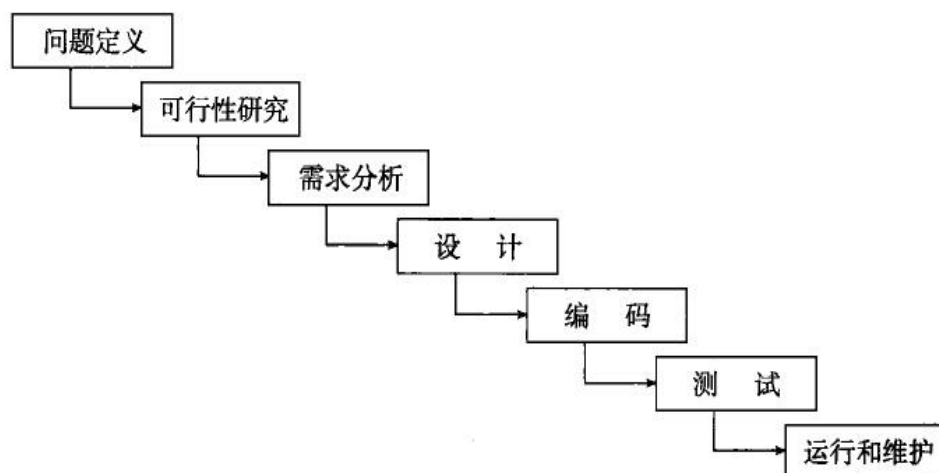 问题定义
可行性研究
需求分析
设 计
编 码
测 试
运行和维护